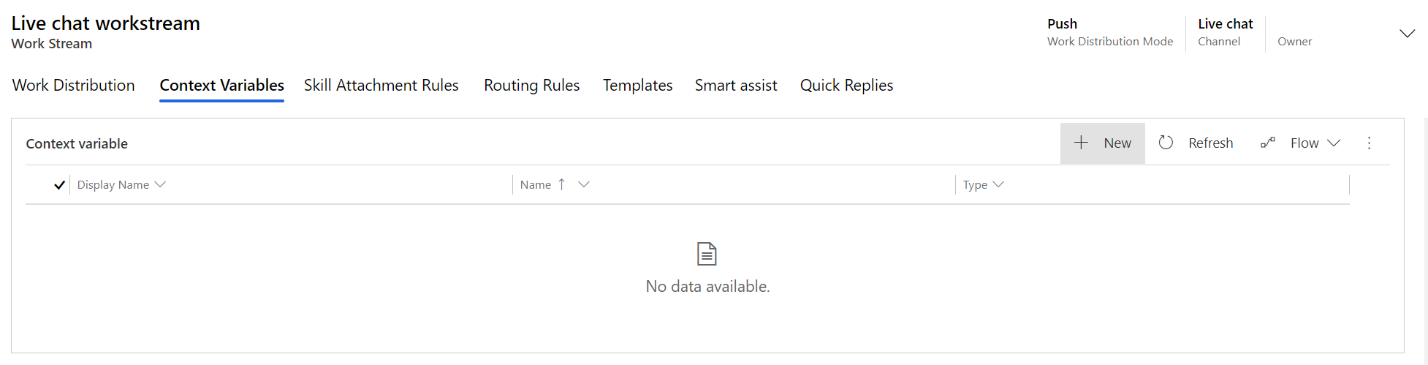 Live chat workstream
Work Stream
Push
Work Distribution Mode
Live chat
Channel
Owner
Work Distribution Context Variables Skill Attachment Rules Routing Rules Templates Smart assist Quick Replies
Context variable
New Refresh Flow
Display Name Name Type
No data available.